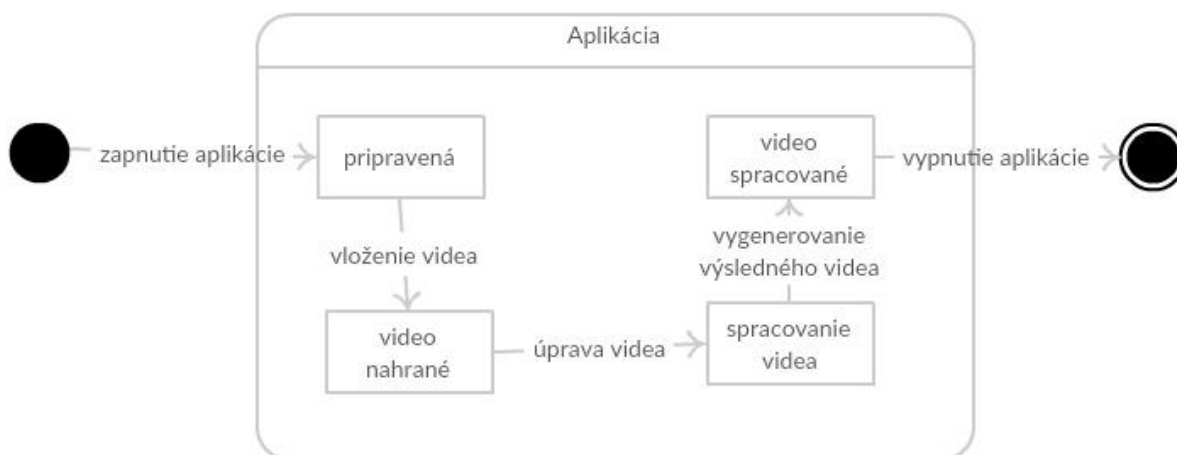 Aplikácia
zapnutie aplikácie
pripravená
vloženie videa
video
nahrané
úprava videa
spracovanie
videa
vygenerovanie
výsledného videa
video
spracované
vypnutie aplikácie